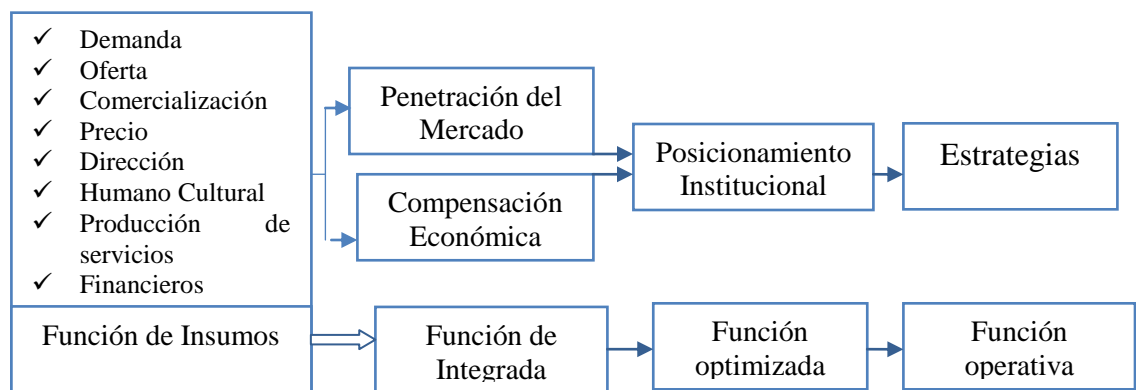 ✓ Demanda
✓ Oferta
✓ Comercialización
✓ Precio
✓ Dirección
✓ Humano Cultural
✓ Producción de
servicios
✓ Financieros
Penetración del
Mercado
Compensación
Económica
Posicionamiento
Institucional
Estrategias
Función de Insumos
Función de
Integrada
Función
optimizada
Función
operativa